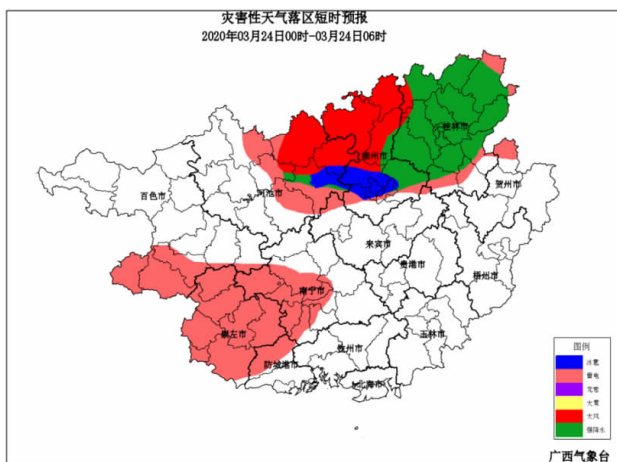 灾害性天气落区短时预报
2020年03月24日00时-03月24日06时
桂林市
柳州市
贺州市
百色市
河池市
来宾市
贵港市
梧州市
南宁市
崇左市
玉林市
钦州市
防城港市
北海市
图例
冰雹
雷电
大雾
大风
强降水
广西气象台